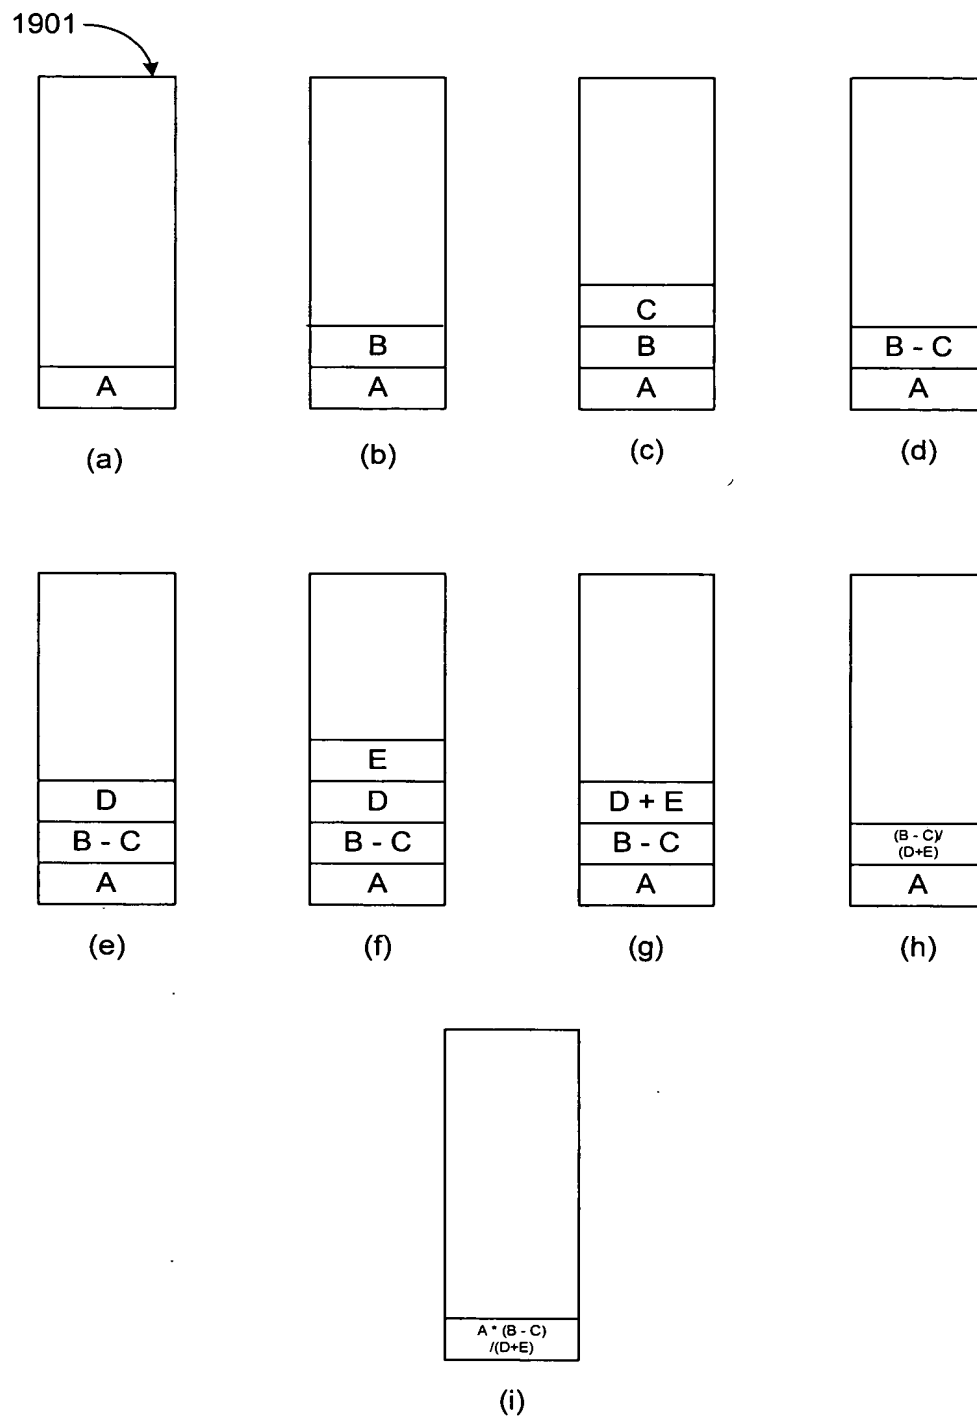 1901
A
(a)
B
A
(b)
C
B
A
(c)
B - C
A
(d)
D
B - C
A
(e)
E
D
B - C
A
(f)
D + E
B - C
A
(g)
(B - C)/
(D+E)
A
(h)
A * (B - C)
/(D+E)
(i)